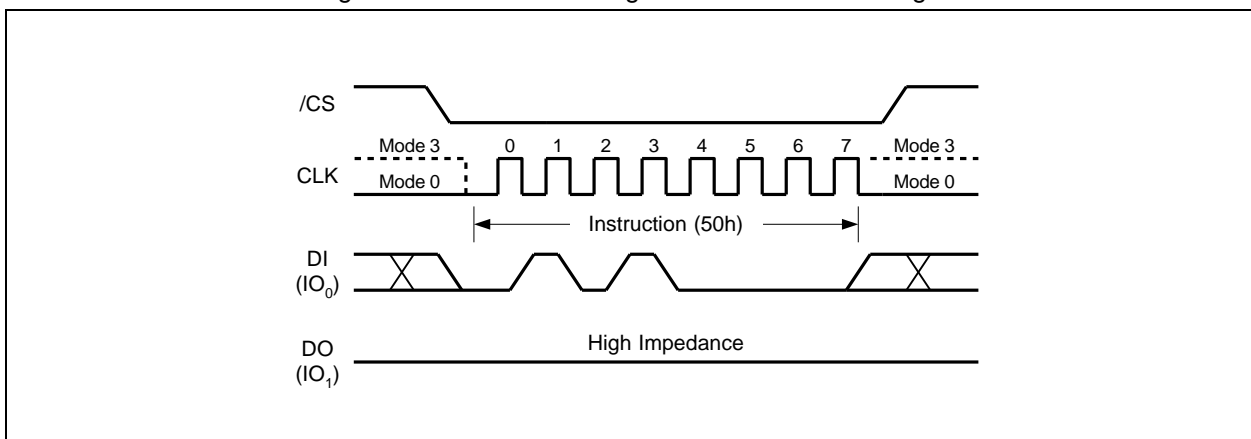 /CS
Mode 3 0 1 2 3 4 5 6 7 Mode 3
CLK Mode 0 Mode 0
Instruction (50h)
DI
(IO₀)
High Impedance
DO
(IO₁)